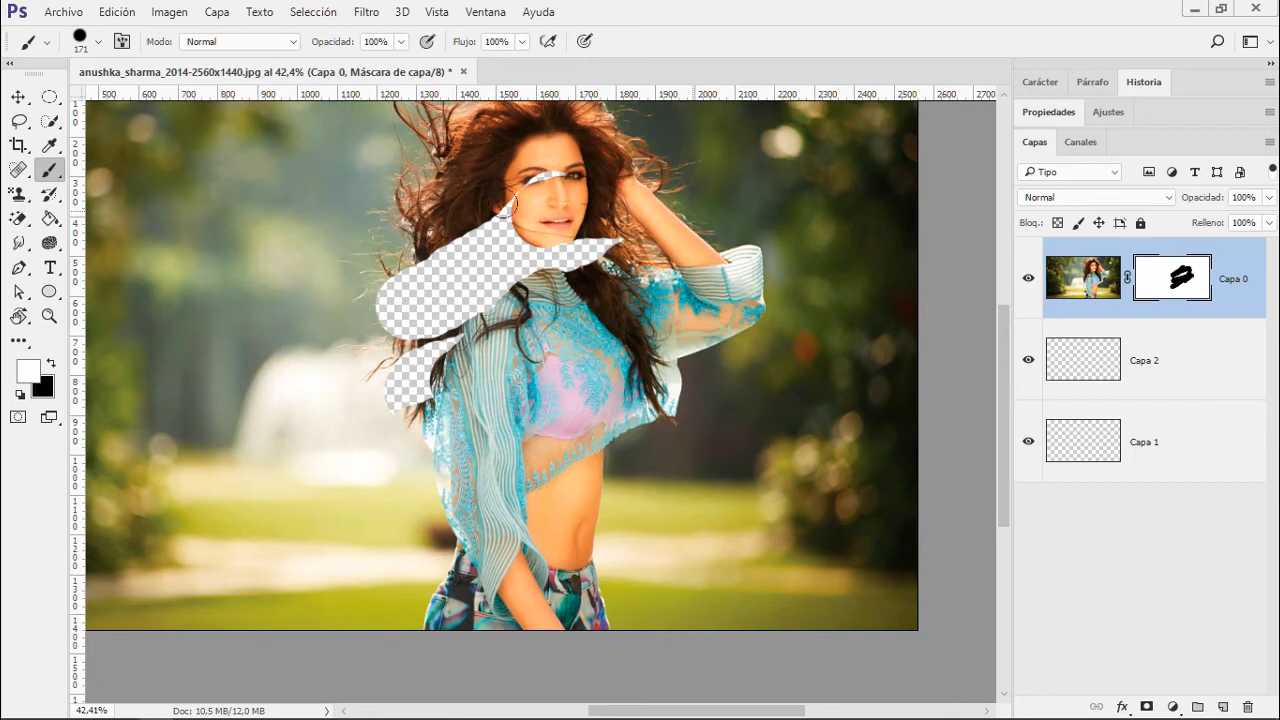 Ps Archivo Edición Imagen Capa Texto Selección Filtro 3D Vista Ventana Ayuda
171 Modo: Normal Opacidad: 100% Flujo: 100%
anushka_sharma_2014-2560x1440.jpg al 42,4% (Capa 0, Máscara de capa/8) *
500 600 700 800 900 1000 1100 1200 1300 1400 1500 1600 1700 1800 1900 2000 2100 2200 2300 2400 2500 2600 2700
Carácter Párrafo Historia
Propiedades Ajustes
Capas Canales
Tipo
Normal Opacidad: 100%
Bloq.: Relleno: 100%
Capa 0
Capa 2
Capa 1
42,41% Doc: 10,5 MB/12,0 MB